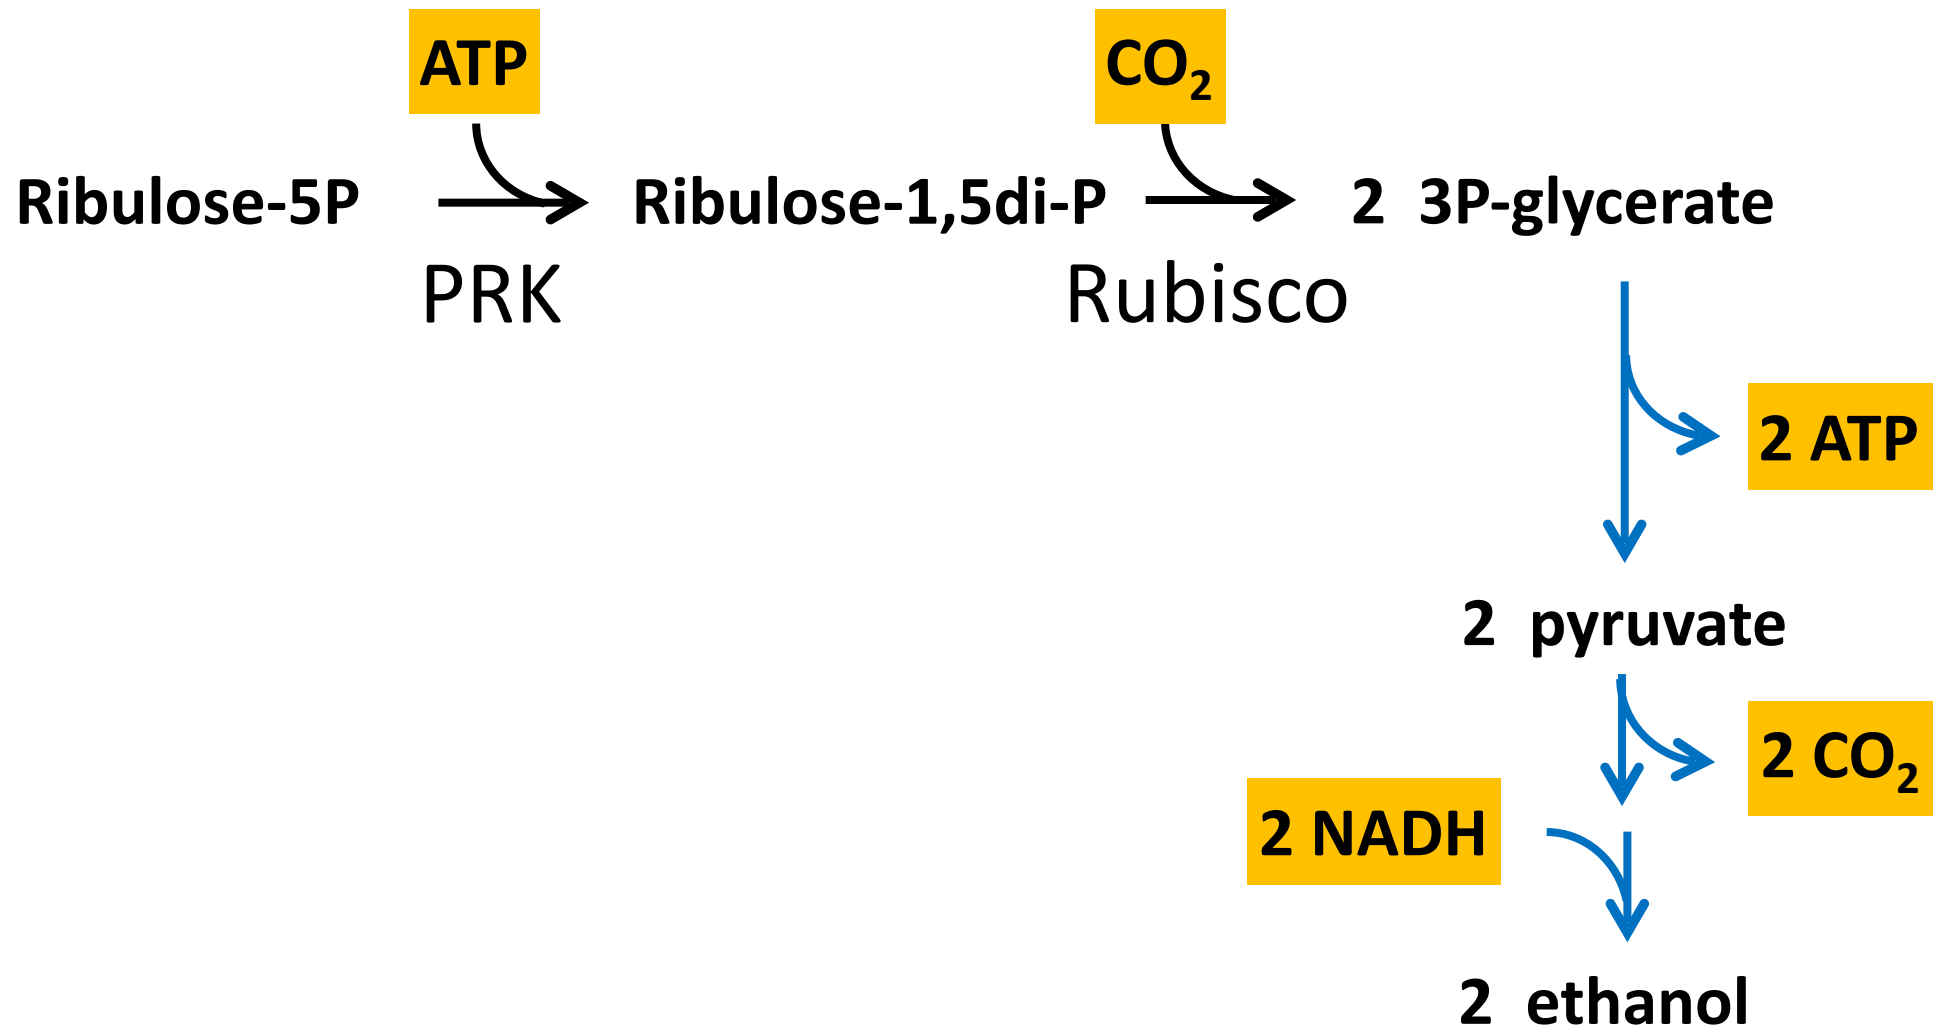 ATP
CO₂
Ribulose-5P
Ribulose-1,5di-P
2 3P-glycerate
PRK
Rubisco
2 ATP
2 pyruvate
2 CO₂
2 NADH
2 ethanol